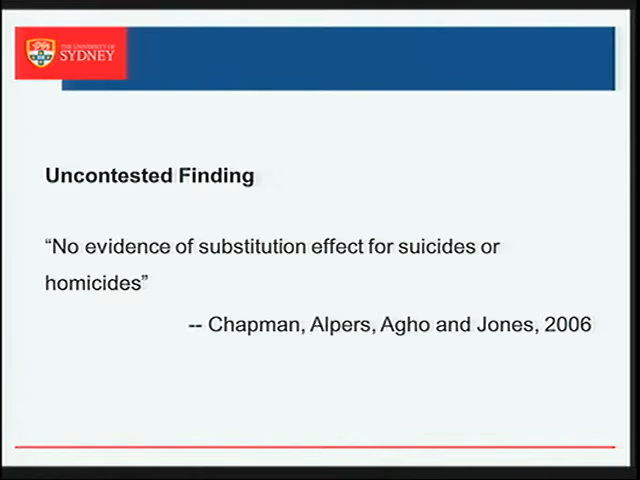 THE UNIVERSITY OF
SYDNEY
Uncontested Finding
“No evidence of substitution effect for suicides or
homicides”
-- Chapman, Alpers, Agho and Jones, 2006